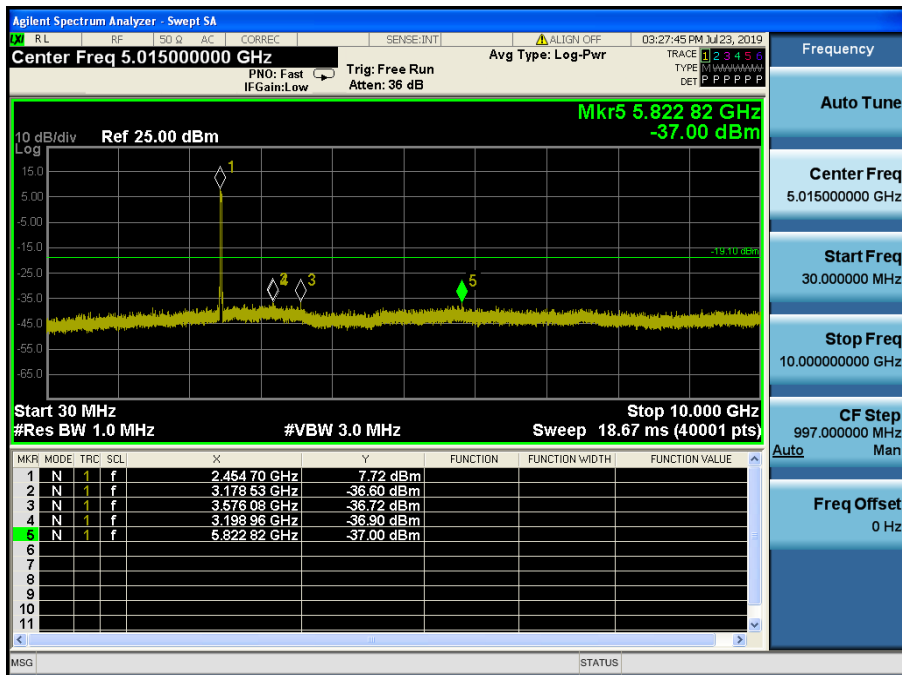 Agilent Spectrum Analyzer - Swept SA
LXI RL RF 50 Ω AC CORREC SENSE:INT ALIGN OFF 03:27:45 PM Jul 23, 2019
Center Freq 5.015000000 GHz
PNO: Fast
IFGain:Low
Trig: Free Run
Atten: 36 dB
Avg Type: Log-Pwr
TRACE 1 2 3 4 5 6
TYPE M WWWWW
DET P P P P P P
Mkr5 5.822 82 GHz
-37.00 dBm
10 dB/div Ref 25.00 dBm
Log
15.0
5.00
-5.00
-15.0
-25.0
-35.0
-45.0
-55.0
-65.0
1
3
5
-19.10 dBm
Start 30 MHz Stop 10.000 GHz
#Res BW 1.0 MHz #VBW 3.0 MHz Sweep 18.67 ms (40001 pts)
MKR MODE TRC SCL X Y FUNCTION FUNCTION WIDTH FUNCTION VALUE
1 N 1 f 2.454 70 GHz 7.72 dBm
2 N 1 f 3.178 53 GHz -36.60 dBm
3 N 1 f 3.576 08 GHz -36.72 dBm
4 N 1 f 3.198 96 GHz -36.90 dBm
5 N 1 f 5.822 82 GHz -37.00 dBm
6
7
8
9
10
11
MSG STATUS
Frequency
Auto Tune
Center Freq
5.015000000 GHz
Start Freq
30.000000 MHz
Stop Freq
10.000000000 GHz
CF Step
997.000000 MHz
Auto Man
Freq Offset
0 Hz